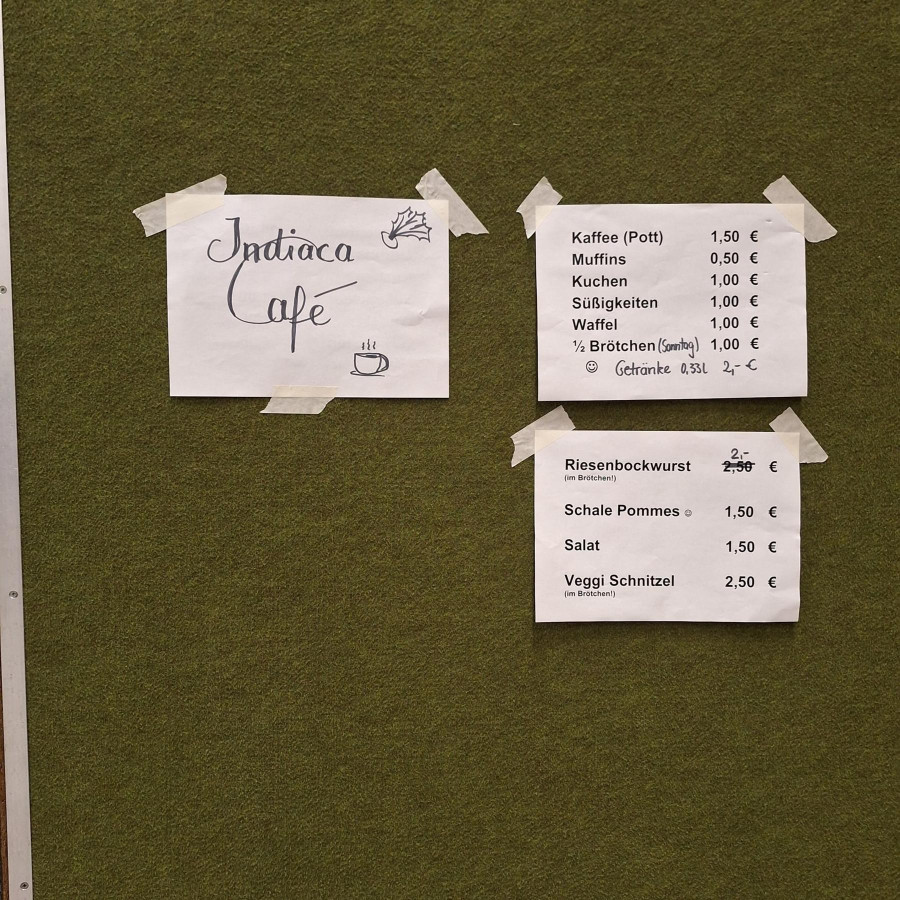 Indiaca
Café
Kaffee (Pott) 1,50 €
Muffins 0,50 €
Kuchen 1,00 €
Süßigkeiten 1,00 €
Waffel 1,00 €
½ Brötchen (Sonntag) 1,00 €
☺ Getränke 0,33L 2,- €
2,-
Riesenbockwurst 2,50 €
(im Brötchen!)
Schale Pommes ☺ 1,50 €
Salat 1,50 €
Veggi Schnitzel 2,50 €
(im Brötchen!)